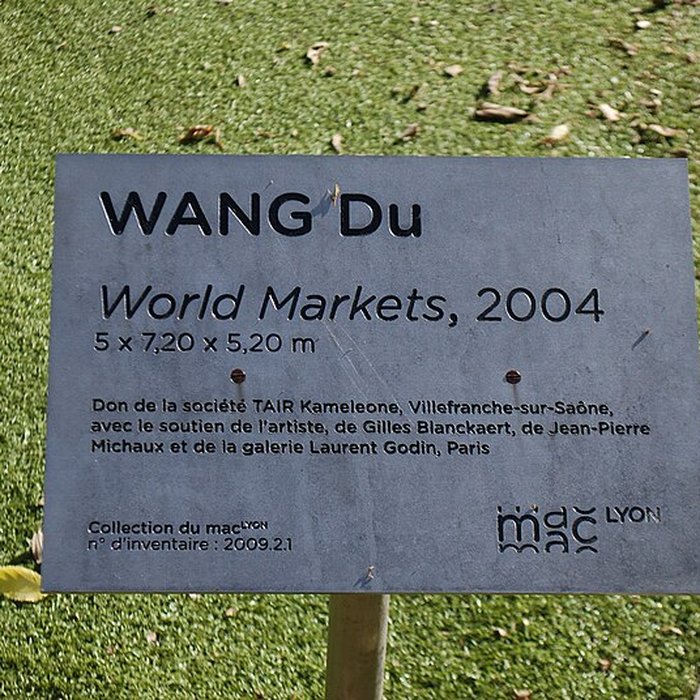 WANG Du
World Markets, 2004
5 x 7,20 x 5,20 m
Don de la société TAIR Kameleone, Villefranche-sur-Saône,
avec le soutien de l'artiste, de Gilles Blanckaert, de Jean-Pierre
Michaux et de la galerie Laurent Godin, Paris
Collection du macLYON
n° d'inventaire : 2009.2.1
mac LYON